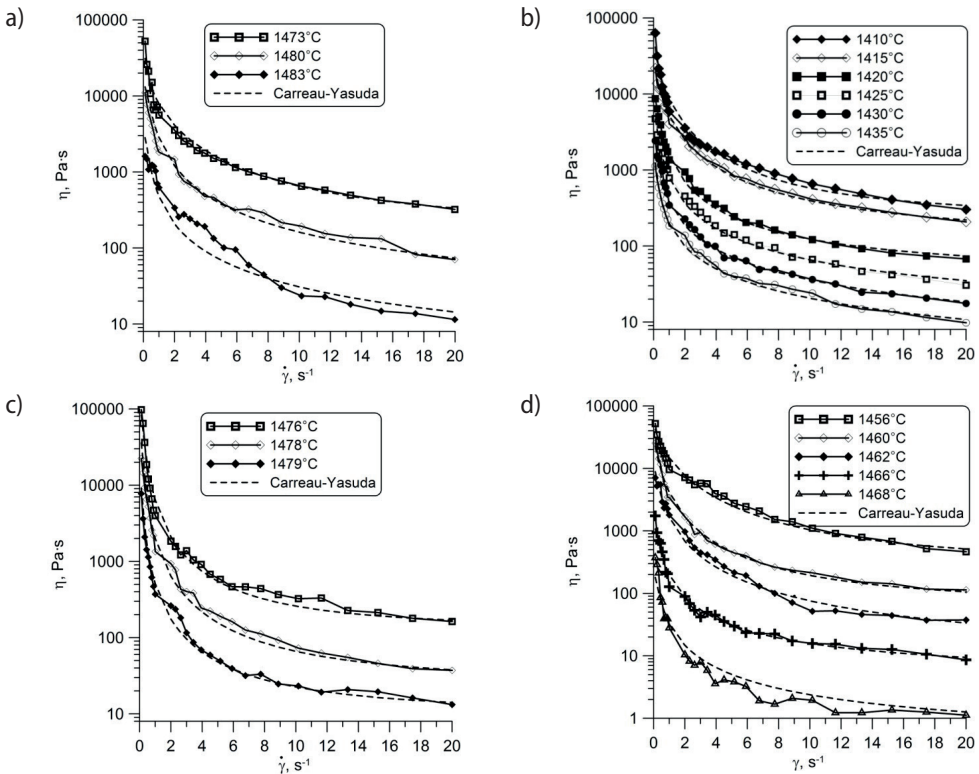 a)
1473°C
1480°C
1483°C
Carreau-Yasuda
100000
10000
1000
100
10
η, Pa·s
0 2 4 6 8 10 12 14 16 18 20
γ̇, s⁻¹
b)
1410°C
1415°C
1420°C
1425°C
1430°C
1435°C
Carreau-Yasuda
100000
10000
1000
100
10
η, Pa·s
0 2 4 6 8 10 12 14 16 18 20
γ̇, s⁻¹
c)
1476°C
1478°C
1479°C
Carreau-Yasuda
100000
10000
1000
100
10
η, Pa·s
0 2 4 6 8 10 12 14 16 18 20
γ̇, s⁻¹
d)
1456°C
1460°C
1462°C
1466°C
1468°C
Carreau-Yasuda
100000
10000
1000
100
10
1
η, Pa·s
0 2 4 6 8 10 12 14 16 18 20
γ̇, s⁻¹